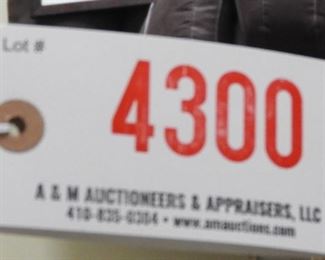 Lot #
4300
A & M AUCTIONEERS & APPRAISERS, LLC
410-835-0384 • www.amauctions.com